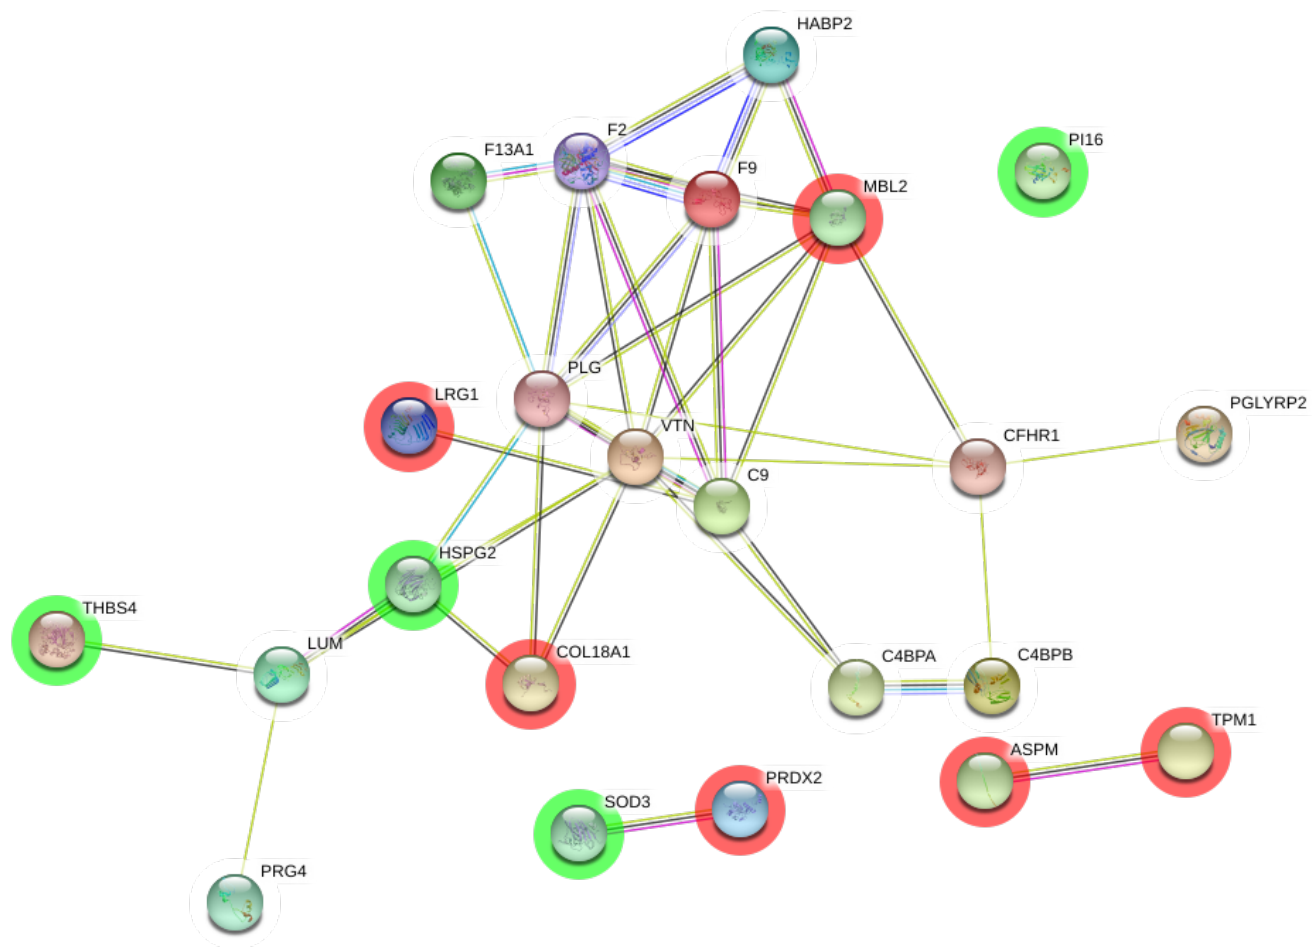 HABP2
F2
F13A1
PI16
F9
MBL2
PLG
LRG1
PGLYRP2
VTN
CFHR1
C9
HSPG2
THBS4
LUM
COL18A1
C4BPA
C4BPB
TPM1
ASPM
PRDX2
SOD3
PRG4